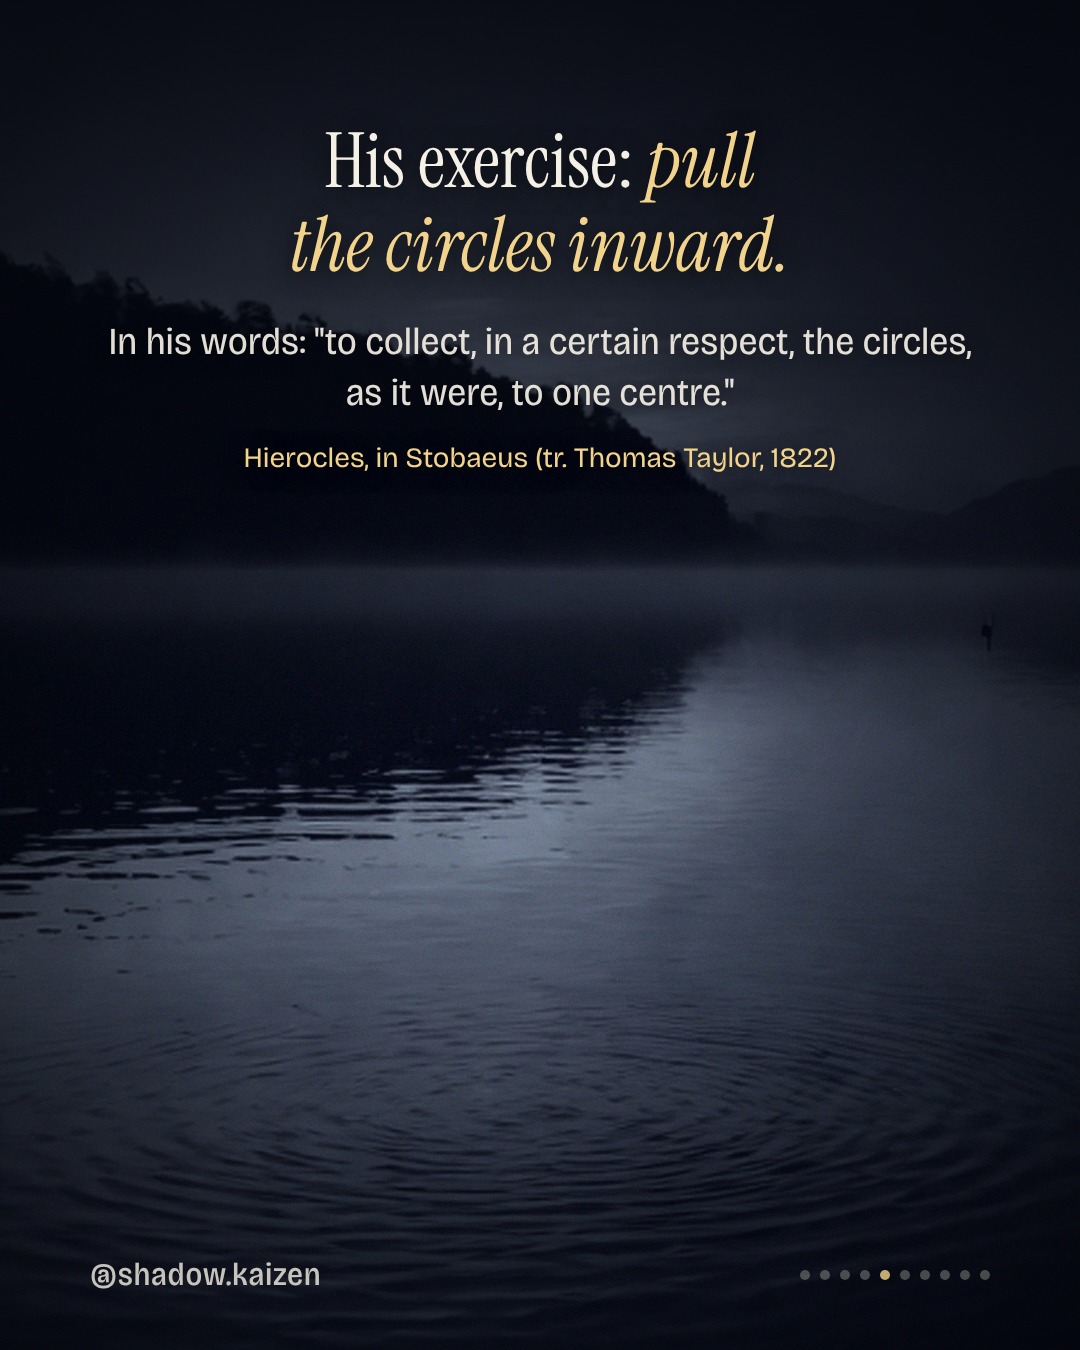 His exercise: pull
the circles inward.
In his words: "to collect, in a certain respect, the circles,
as it were, to one centre."
Hierocles, in Stobaeus (tr. Thomas Taylor, 1822)
@shadow.kaizen